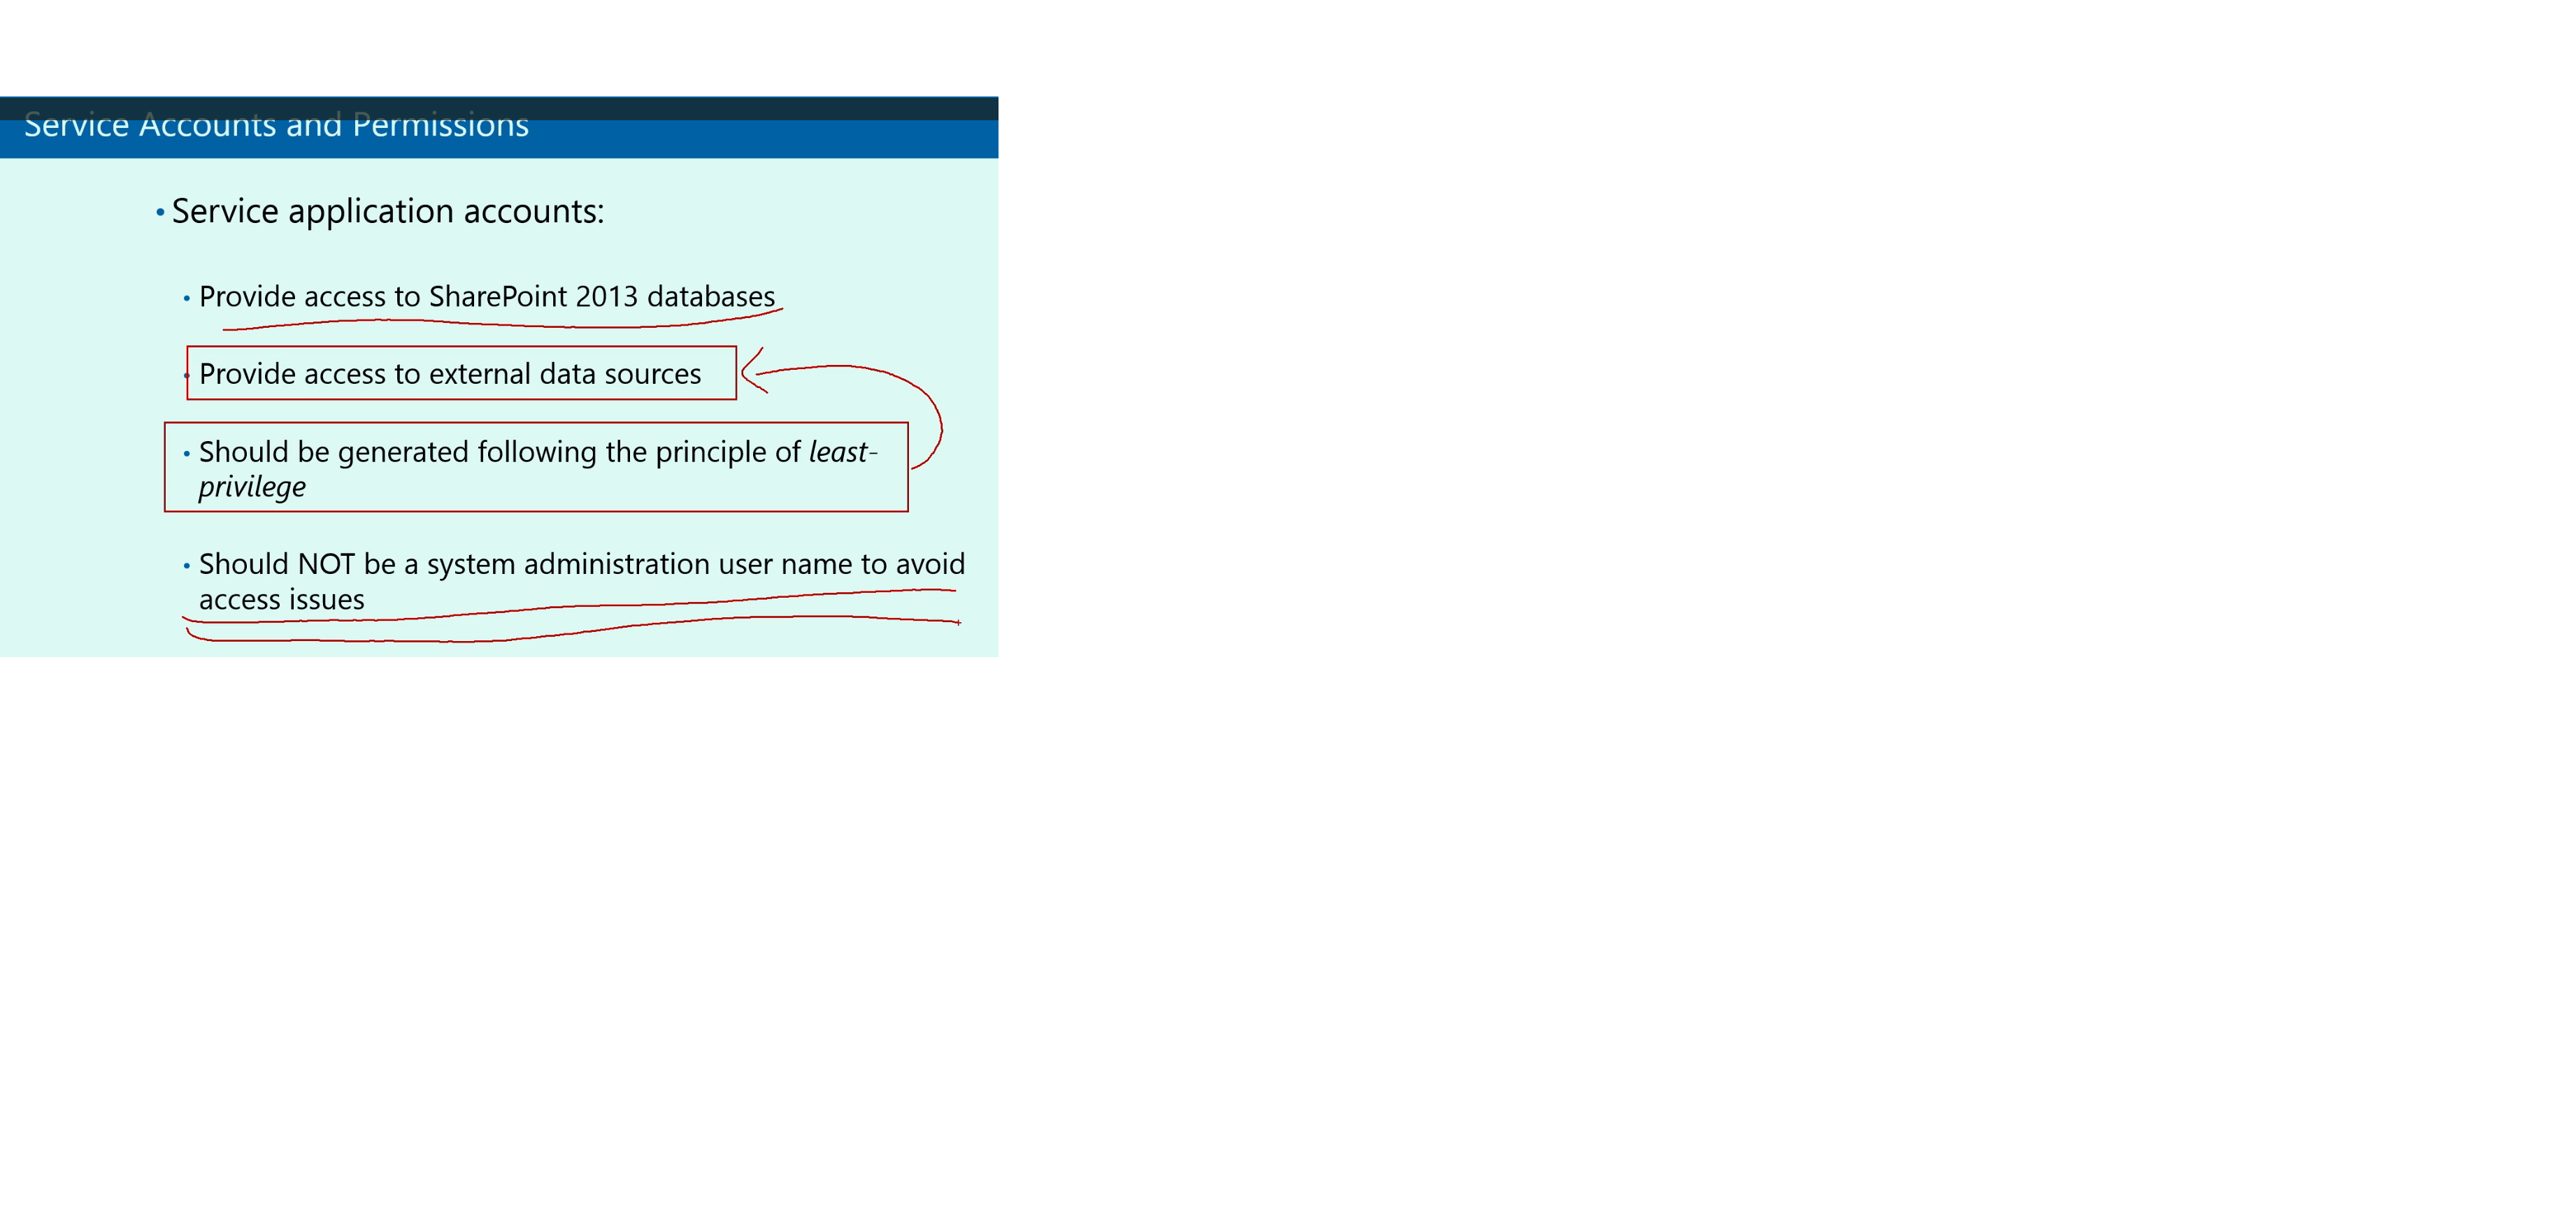 Service Accounts and Permissions
• Service application accounts:
• Provide access to SharePoint 2013 databases
• Provide access to external data sources
• Should be generated following the principle of least-
privilege
• Should NOT be a system administration user name to avoid
access issues